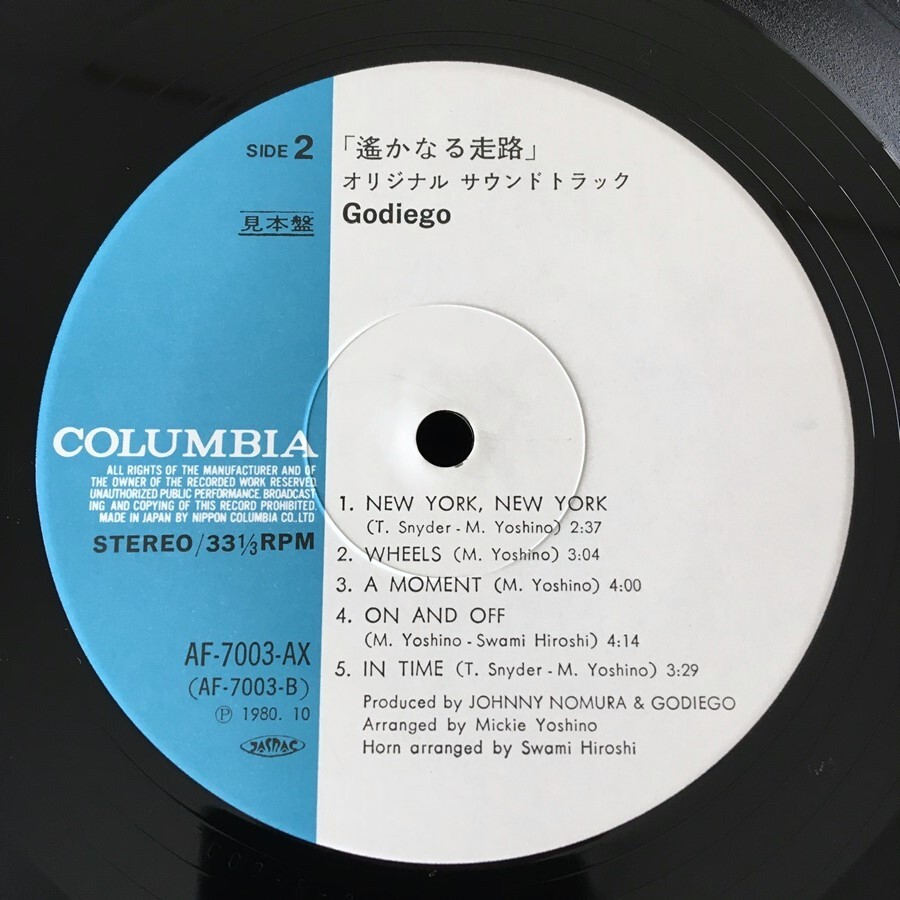 SIDE 2
「遙かなる走路」
オリジナル サウンドトラック
見本盤
Godiego
COLUMBIA
ALL RIGHTS OF THE MANUFACTURER AND OF
THE OWNER OF THE RECORDED WORK RESERVED.
UNAUTHORIZED PUBLIC PERFORMANCE BROADCAST-
ING AND COPYING OF THIS RECORD PROHIBITED.
MADE IN JAPAN BY NIPPON COLUMBIA CO.,LTD
STEREO/33 1/3 RPM
AF-7003-AX
(AF-7003-B)
Ⓟ 1980. 10
JASRAC
1. NEW YORK, NEW YORK
(T. Snyder - M. Yoshino) 2:37
2. WHEELS (M. Yoshino) 3:04
3. A MOMENT (M. Yoshino) 4:00
4. ON AND OFF
(M. Yoshino - Swami Hiroshi) 4:14
5. IN TIME (T. Snyder - M. Yoshino) 3:29
Produced by JOHNNY NOMURA & GODIEGO
Arranged by Mickie Yoshino
Horn arranged by Swami Hiroshi